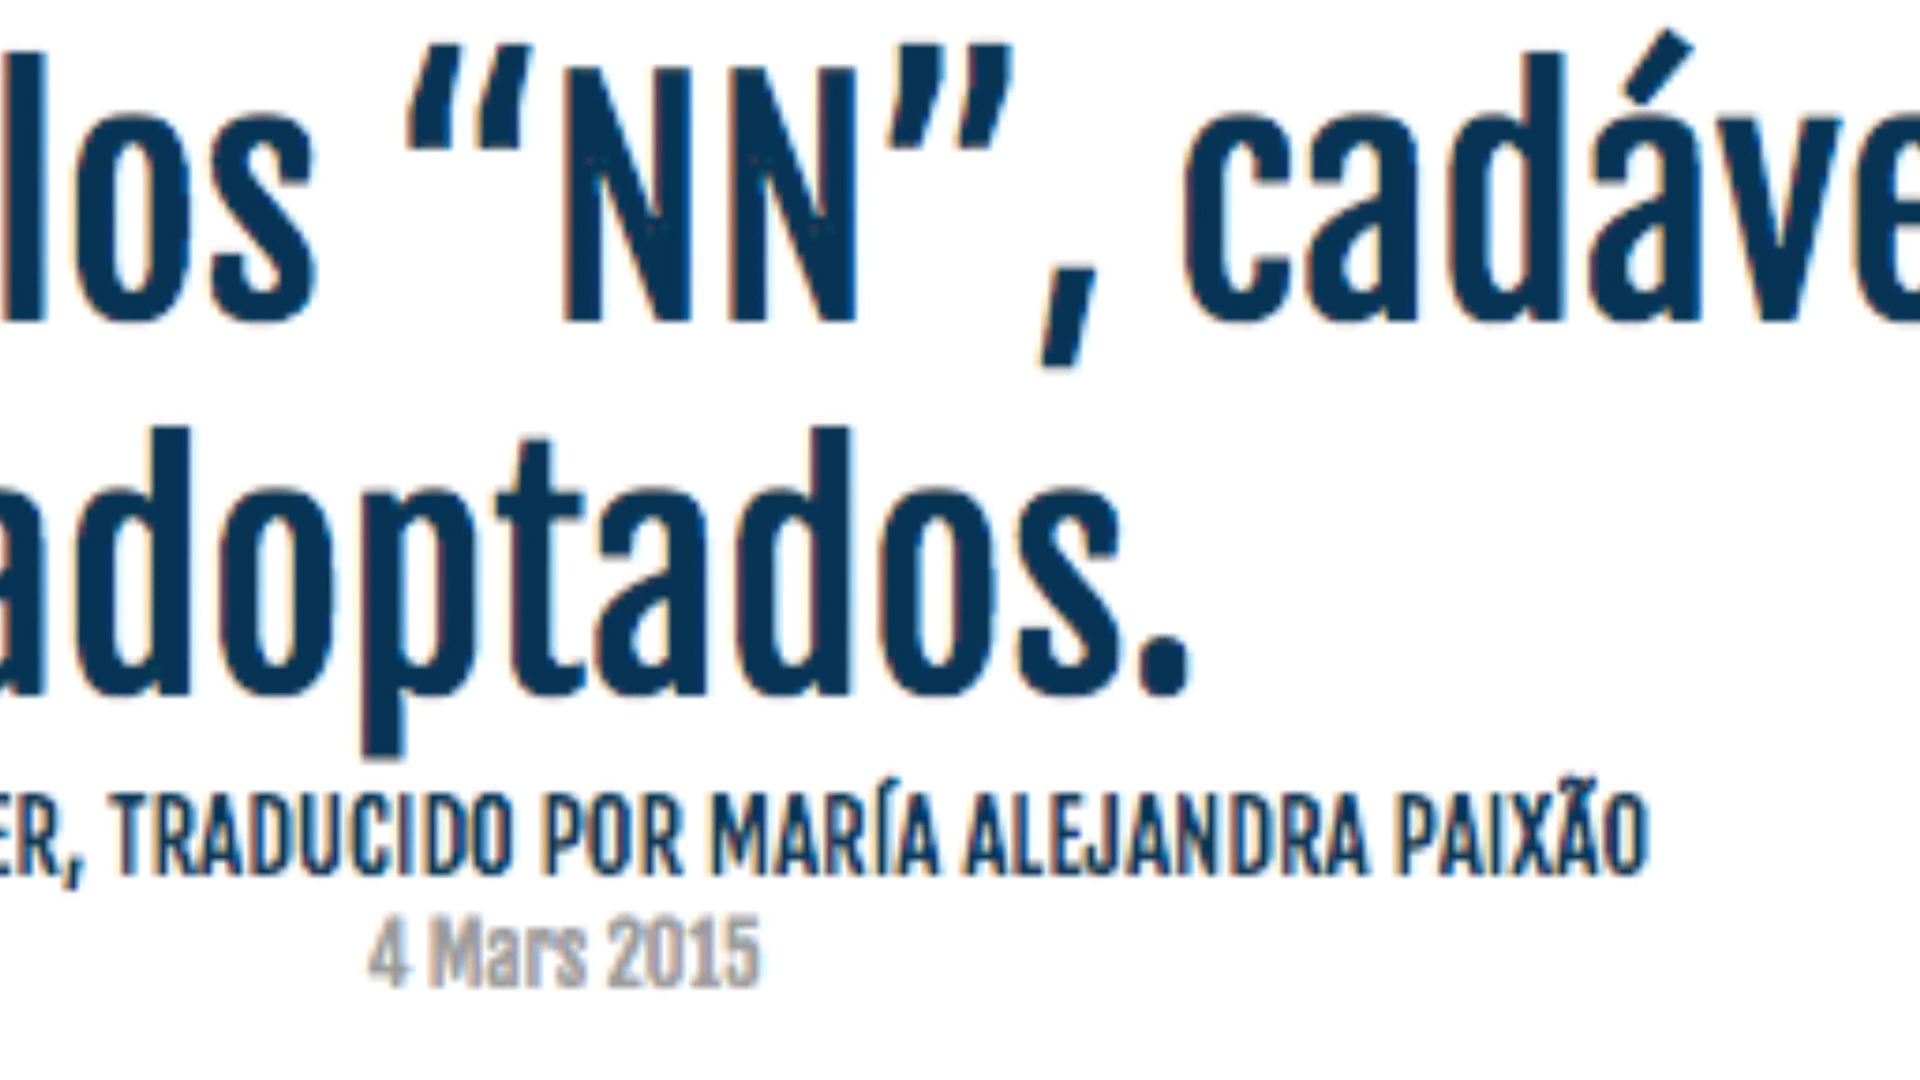 los “NN”, cadáve
adoptados.
ER, TRADUCIDO POR MARÍA ALEJANDRA PAIXÃO
4 Mars 2015